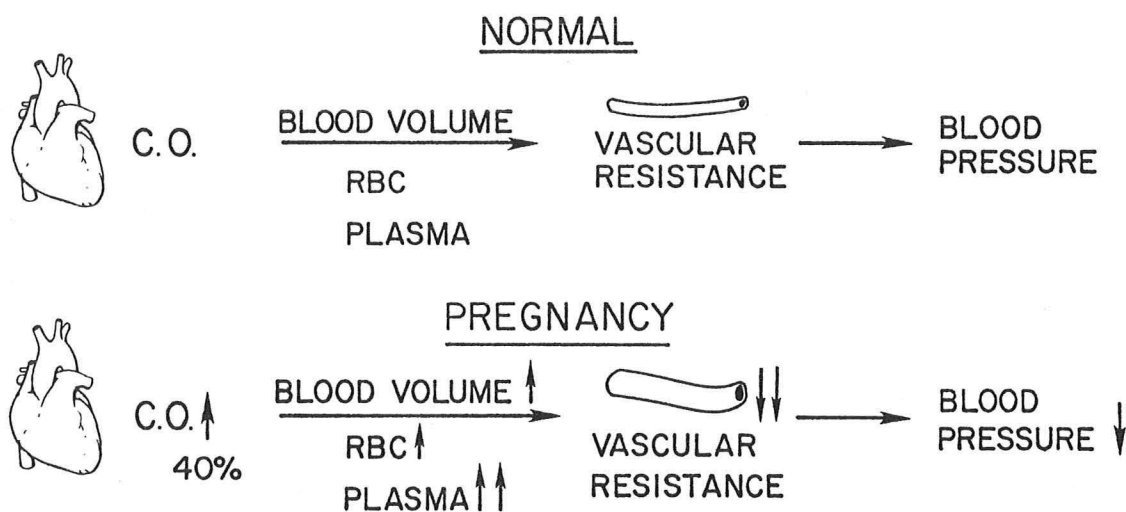 NORMAL
C.O.
BLOOD VOLUME
RBC
PLASMA
VASCULAR
RESISTANCE
BLOOD
PRESSURE
PREGNANCY
C.O.↑
40%
BLOOD VOLUME↑
RBC↑
PLASMA↑↑
↓↓
VASCULAR
RESISTANCE
BLOOD
PRESSURE↓